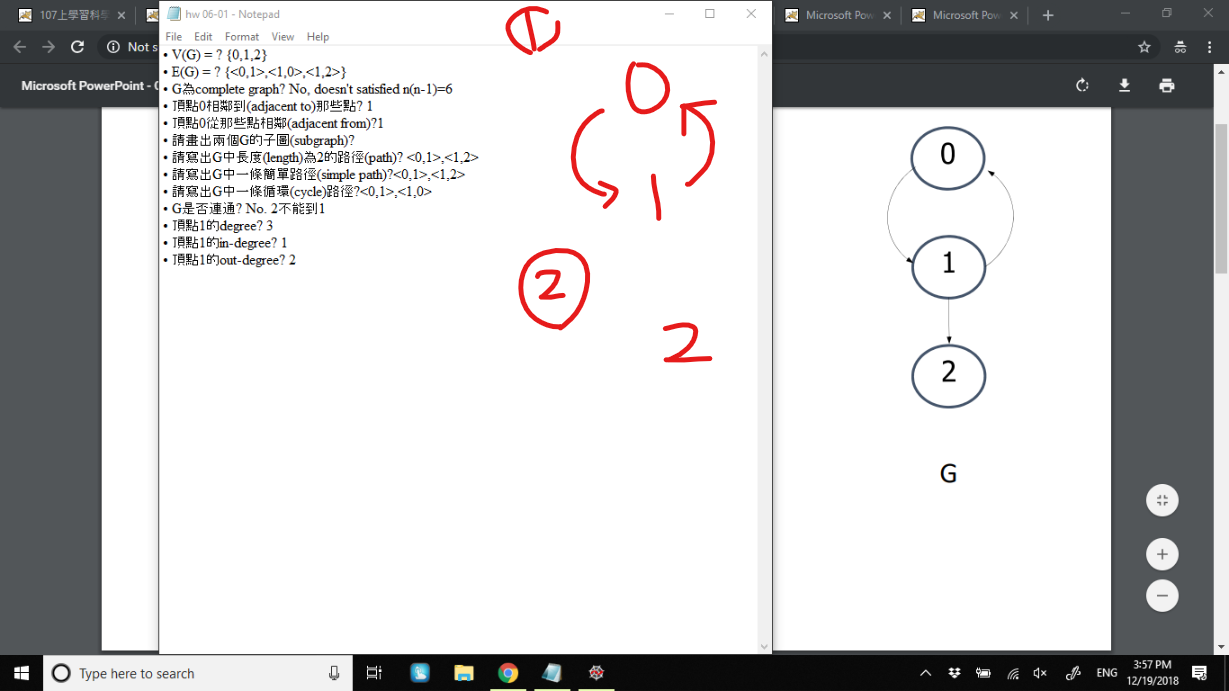 107上學習科學
Microsoft Powe
Microsoft Powe
Not s
Microsoft PowerPoint - 
hw 06-01 - Notepad
File Edit Format View Help
• V(G) = ? {0,1,2}
• E(G) = ? {<0,1>,<1,0>,<1,2>}
• G為complete graph? No, doesn't satisfied n(n-1)=6
• 頂點0相鄰到(adjacent to)那些點? 1
• 頂點0從那些點相鄰(adjacent from)?1
• 請畫出兩個G的子圖(subgraph)?
• 請寫出G中長度(length)為2的路徑(path)? <0,1>,<1,2>
• 請寫出G中一條簡單路徑(simple path)?<0,1>,<1,2>
• 請寫出G中一條循環(cycle)路徑?<0,1>,<1,0>
• G是否連通? No. 2不能到1
• 頂點1的degree? 3
• 頂點1的in-degree? 1
• 頂點1的out-degree? 2
1
0
1
2
2
0
1
2
G
Type here to search
ENG
3:57 PM
12/19/2018